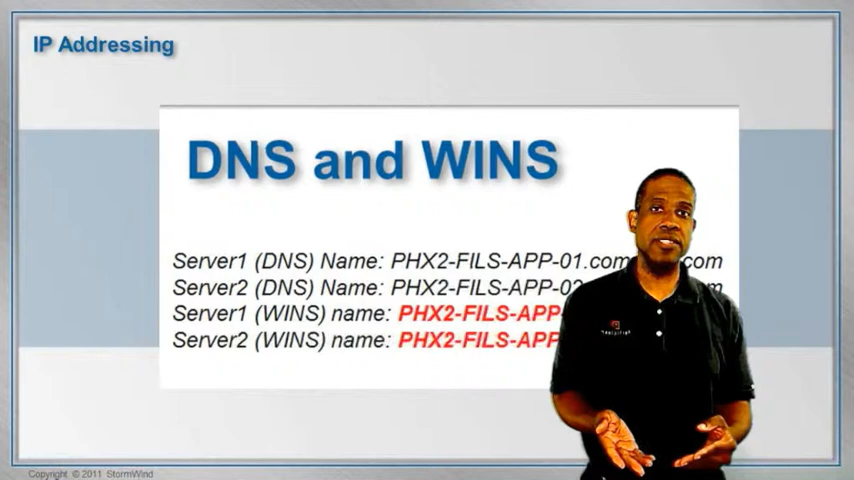 IP Addressing
DNS and WINS
Server1 (DNS) Name: PHX2-FILS-APP-01.com
Server2 (DNS) Name: PHX2-FILS-APP-02
Server1 (WINS) name: PHX2-FILS-APP-
Server2 (WINS) name: PHX2-FILS-APP
Copyright © 2011 StormWind